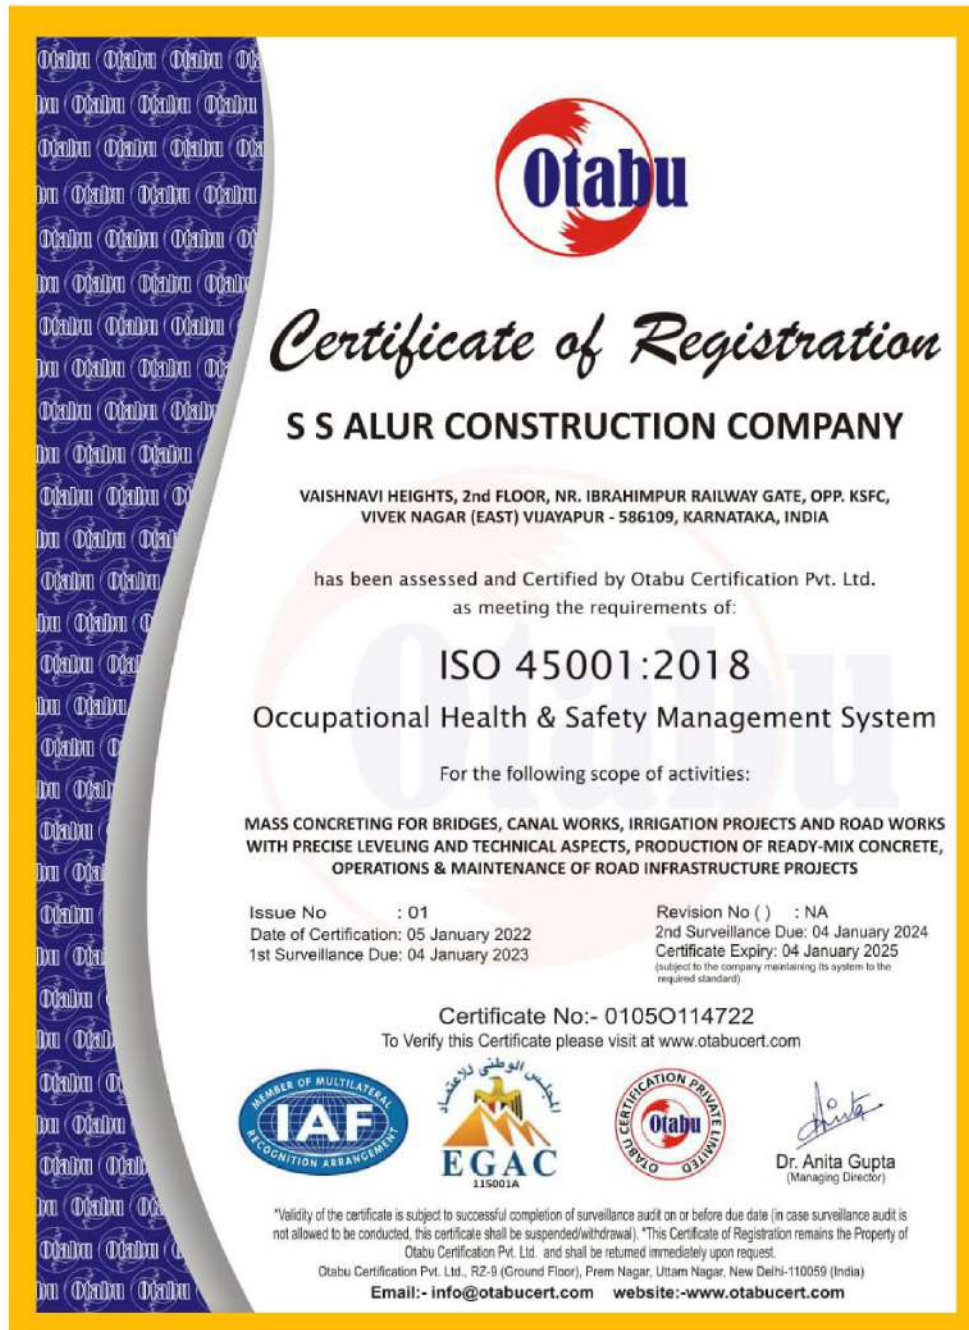 Otabu
Certificate of Registration
S S ALUR CONSTRUCTION COMPANY
VAISHNAVI HEIGHTS, 2nd FLOOR, NR. IBRAHIMPUR RAILWAY GATE, OPP. KSFC,
VIVEK NAGAR (EAST) VIJAYAPUR - 586109, KARNATAKA, INDIA
has been assessed and Certified by Otabu Certification Pvt. Ltd.
as meeting the requirements of:
ISO 45001:2018
Occupational Health & Safety Management System
For the following scope of activities:
MASS CONCRETING FOR BRIDGES, CANAL WORKS, IRRIGATION PROJECTS AND ROAD WORKS
WITH PRECISE LEVELING AND TECHNICAL ASPECTS, PRODUCTION OF READY-MIX CONCRETE,
OPERATIONS & MAINTENANCE OF ROAD INFRASTRUCTURE PROJECTS
Issue No : 01
Date of Certification: 05 January 2022
1st Surveillance Due: 04 January 2023
Revision No ( ) : NA
2nd Surveillance Due: 04 January 2024
Certificate Expiry: 04 January 2025
(subject to the company maintaining its system to the
required standard)
Certificate No:- 0105O114722
To Verify this Certificate please visit at www.otabucert.com
MEMBER OF MULTILATERAL
IAF
RECOGNITION ARRANGEMENT
المجلس الوطنى للاعتماد
EGAC
115001A
OTABU CERTIFICATION PRIVATE LIMITED
Otabu
Dr. Anita Gupta
(Managing Director)
"Validity of the certificate is subject to successful completion of surveillance audit on or before due date (in case surveillance audit is
not allowed to be conducted, this certificate shall be suspended/withdrawal). "This Certificate of Registration remains the Property of
Otabu Certification Pvt. Ltd. and shall be returned immediately upon request.
Otabu Certification Pvt. Ltd., RZ-9 (Ground Floor), Prem Nagar, Uttam Nagar, New Delhi-110059 (India)
Email:- info@otabucert.com website:-www.otabucert.com